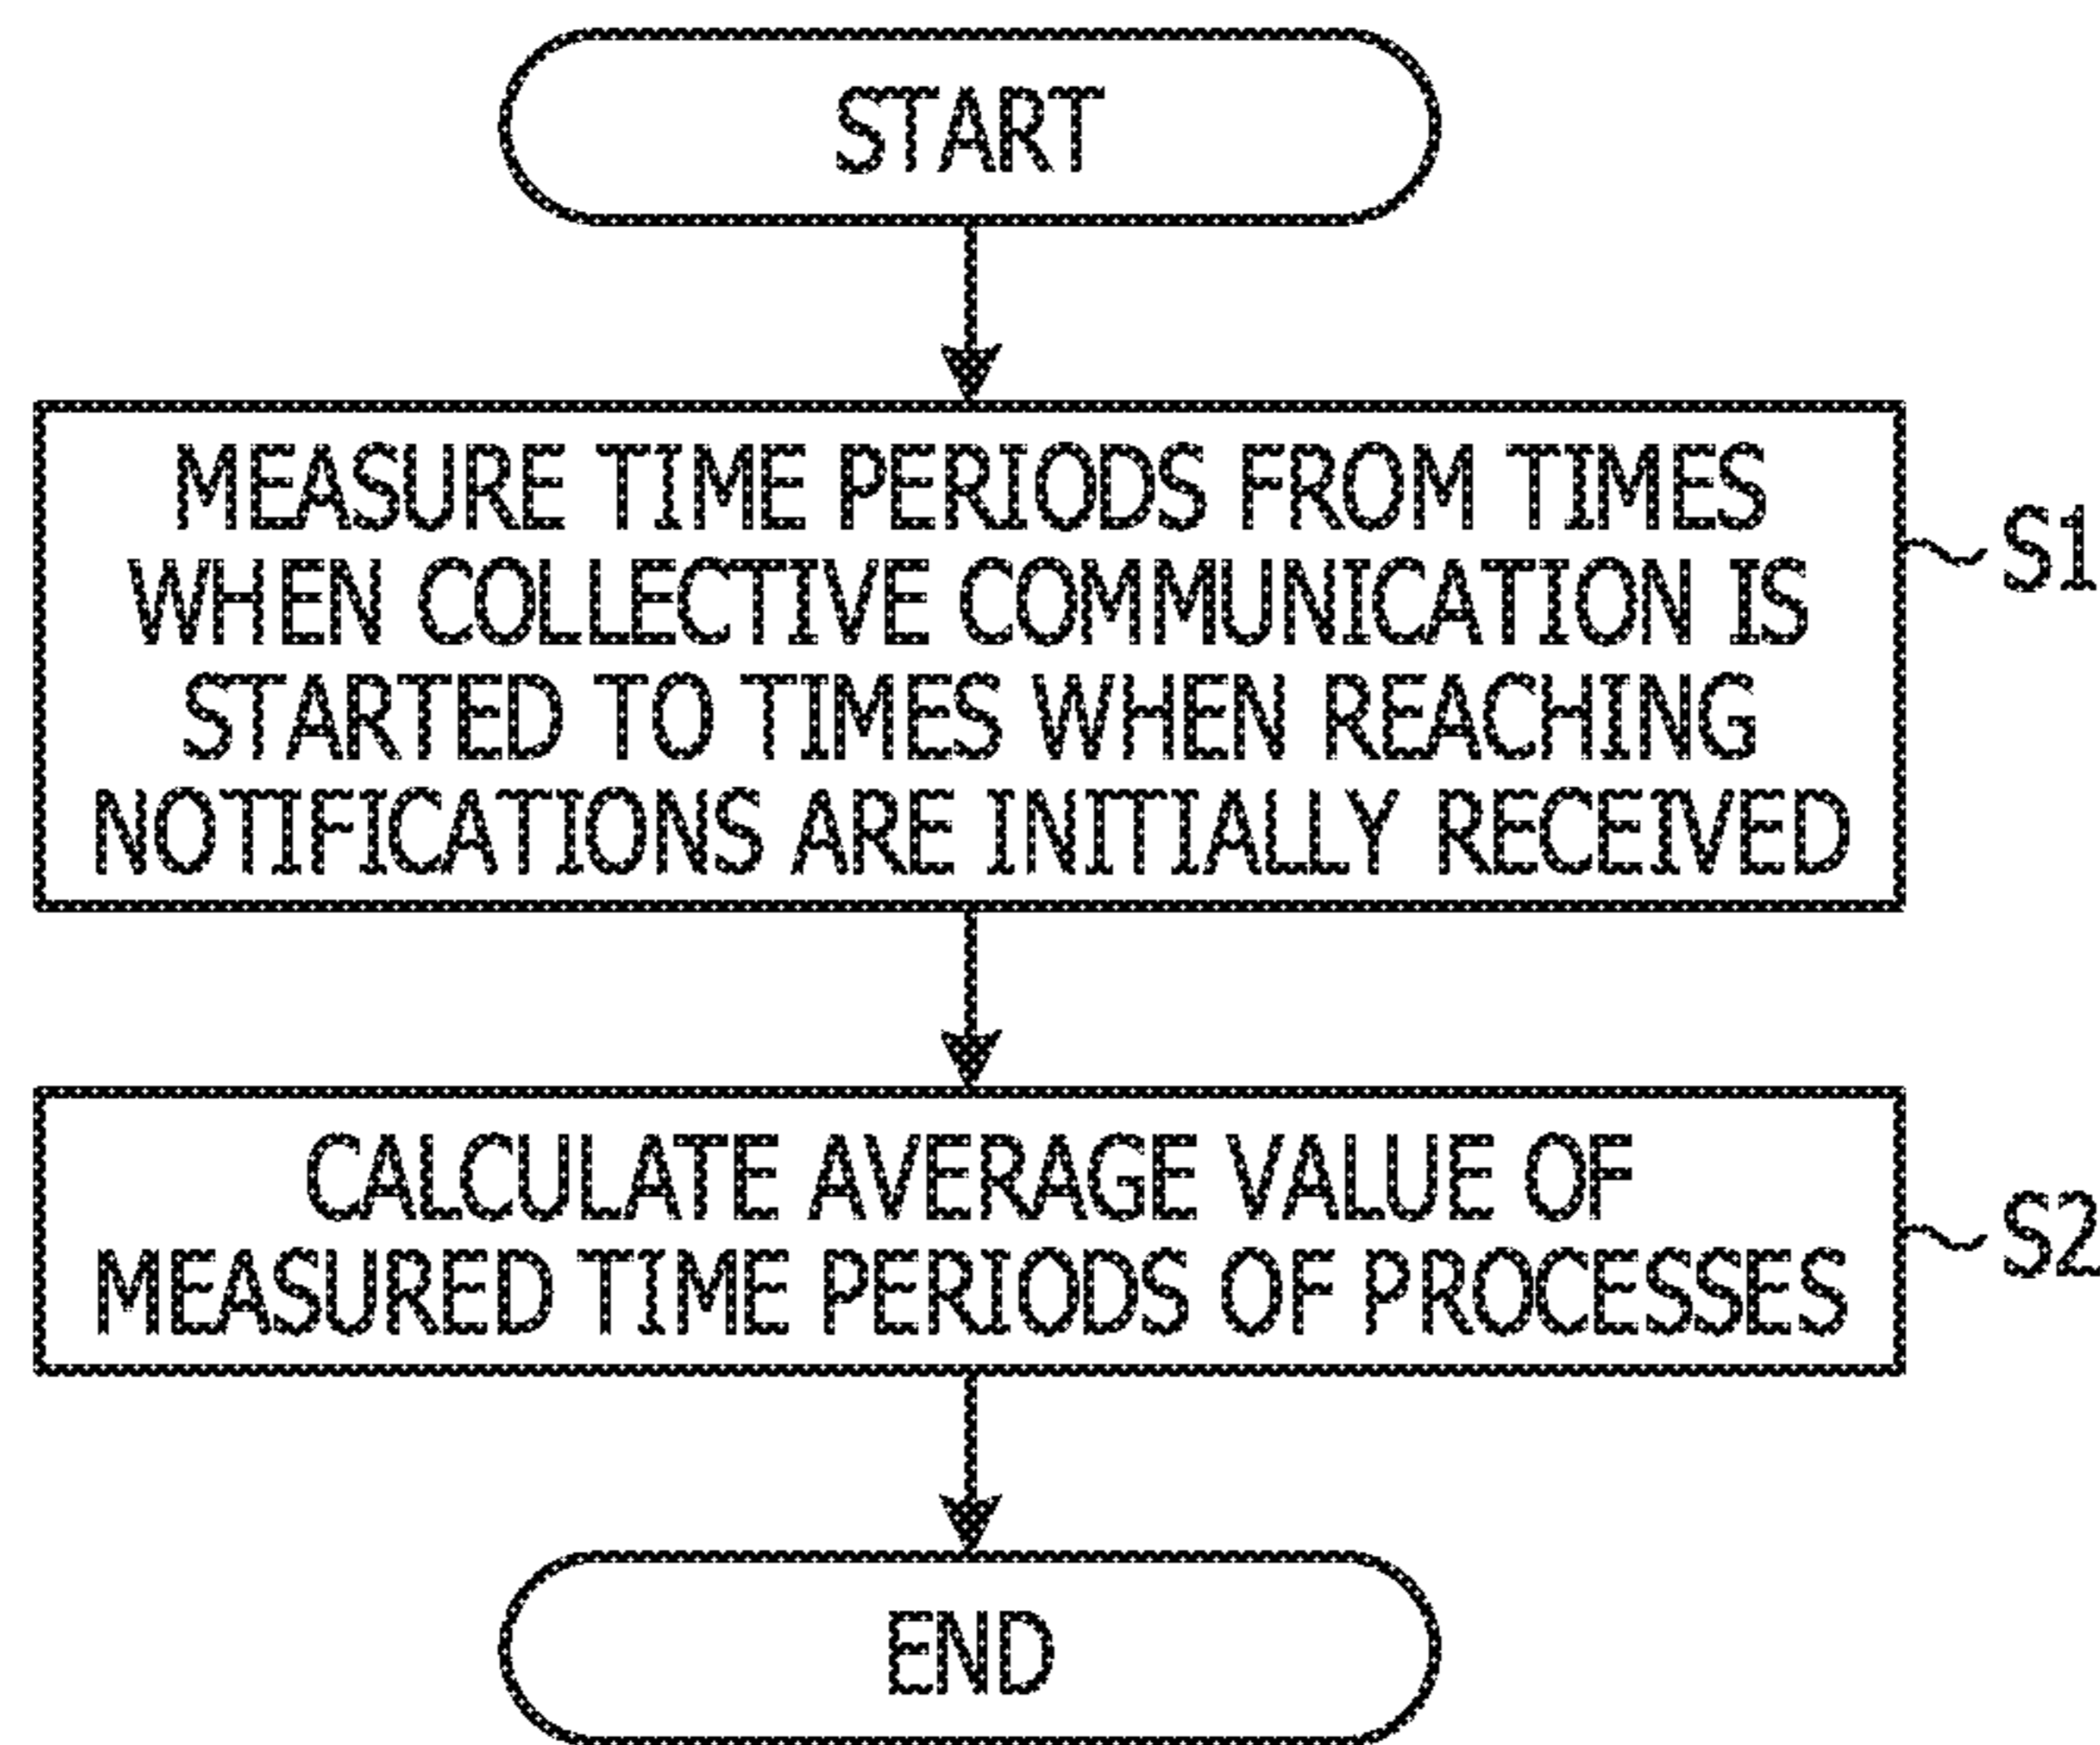 START
MEASURE TIME PERIODS FROM TIMES
WHEN COLLECTIVE COMMUNICATION IS
STARTED TO TIMES WHEN REACHING
NOTIFICATIONS ARE INITIALLY RECEIVED
S1
CALCULATE AVERAGE VALUE OF
MEASURED TIME PERIODS OF PROCESSES
S2
END